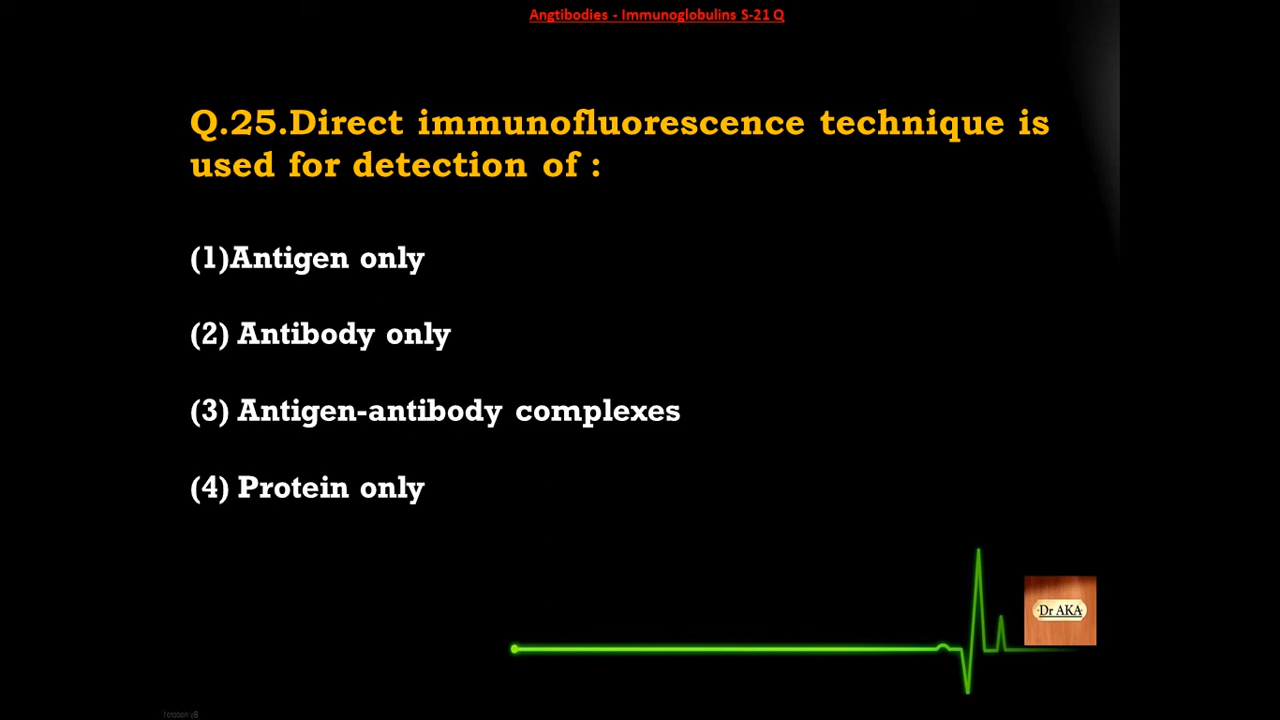 Angtibodies - Immunoglobulins S-21 Q
Q.25.Direct immunofluorescence technique is
used for detection of :
(1)Antigen only
(2) Antibody only
(3) Antigen-antibody complexes
(4) Protein only
Dr AKA